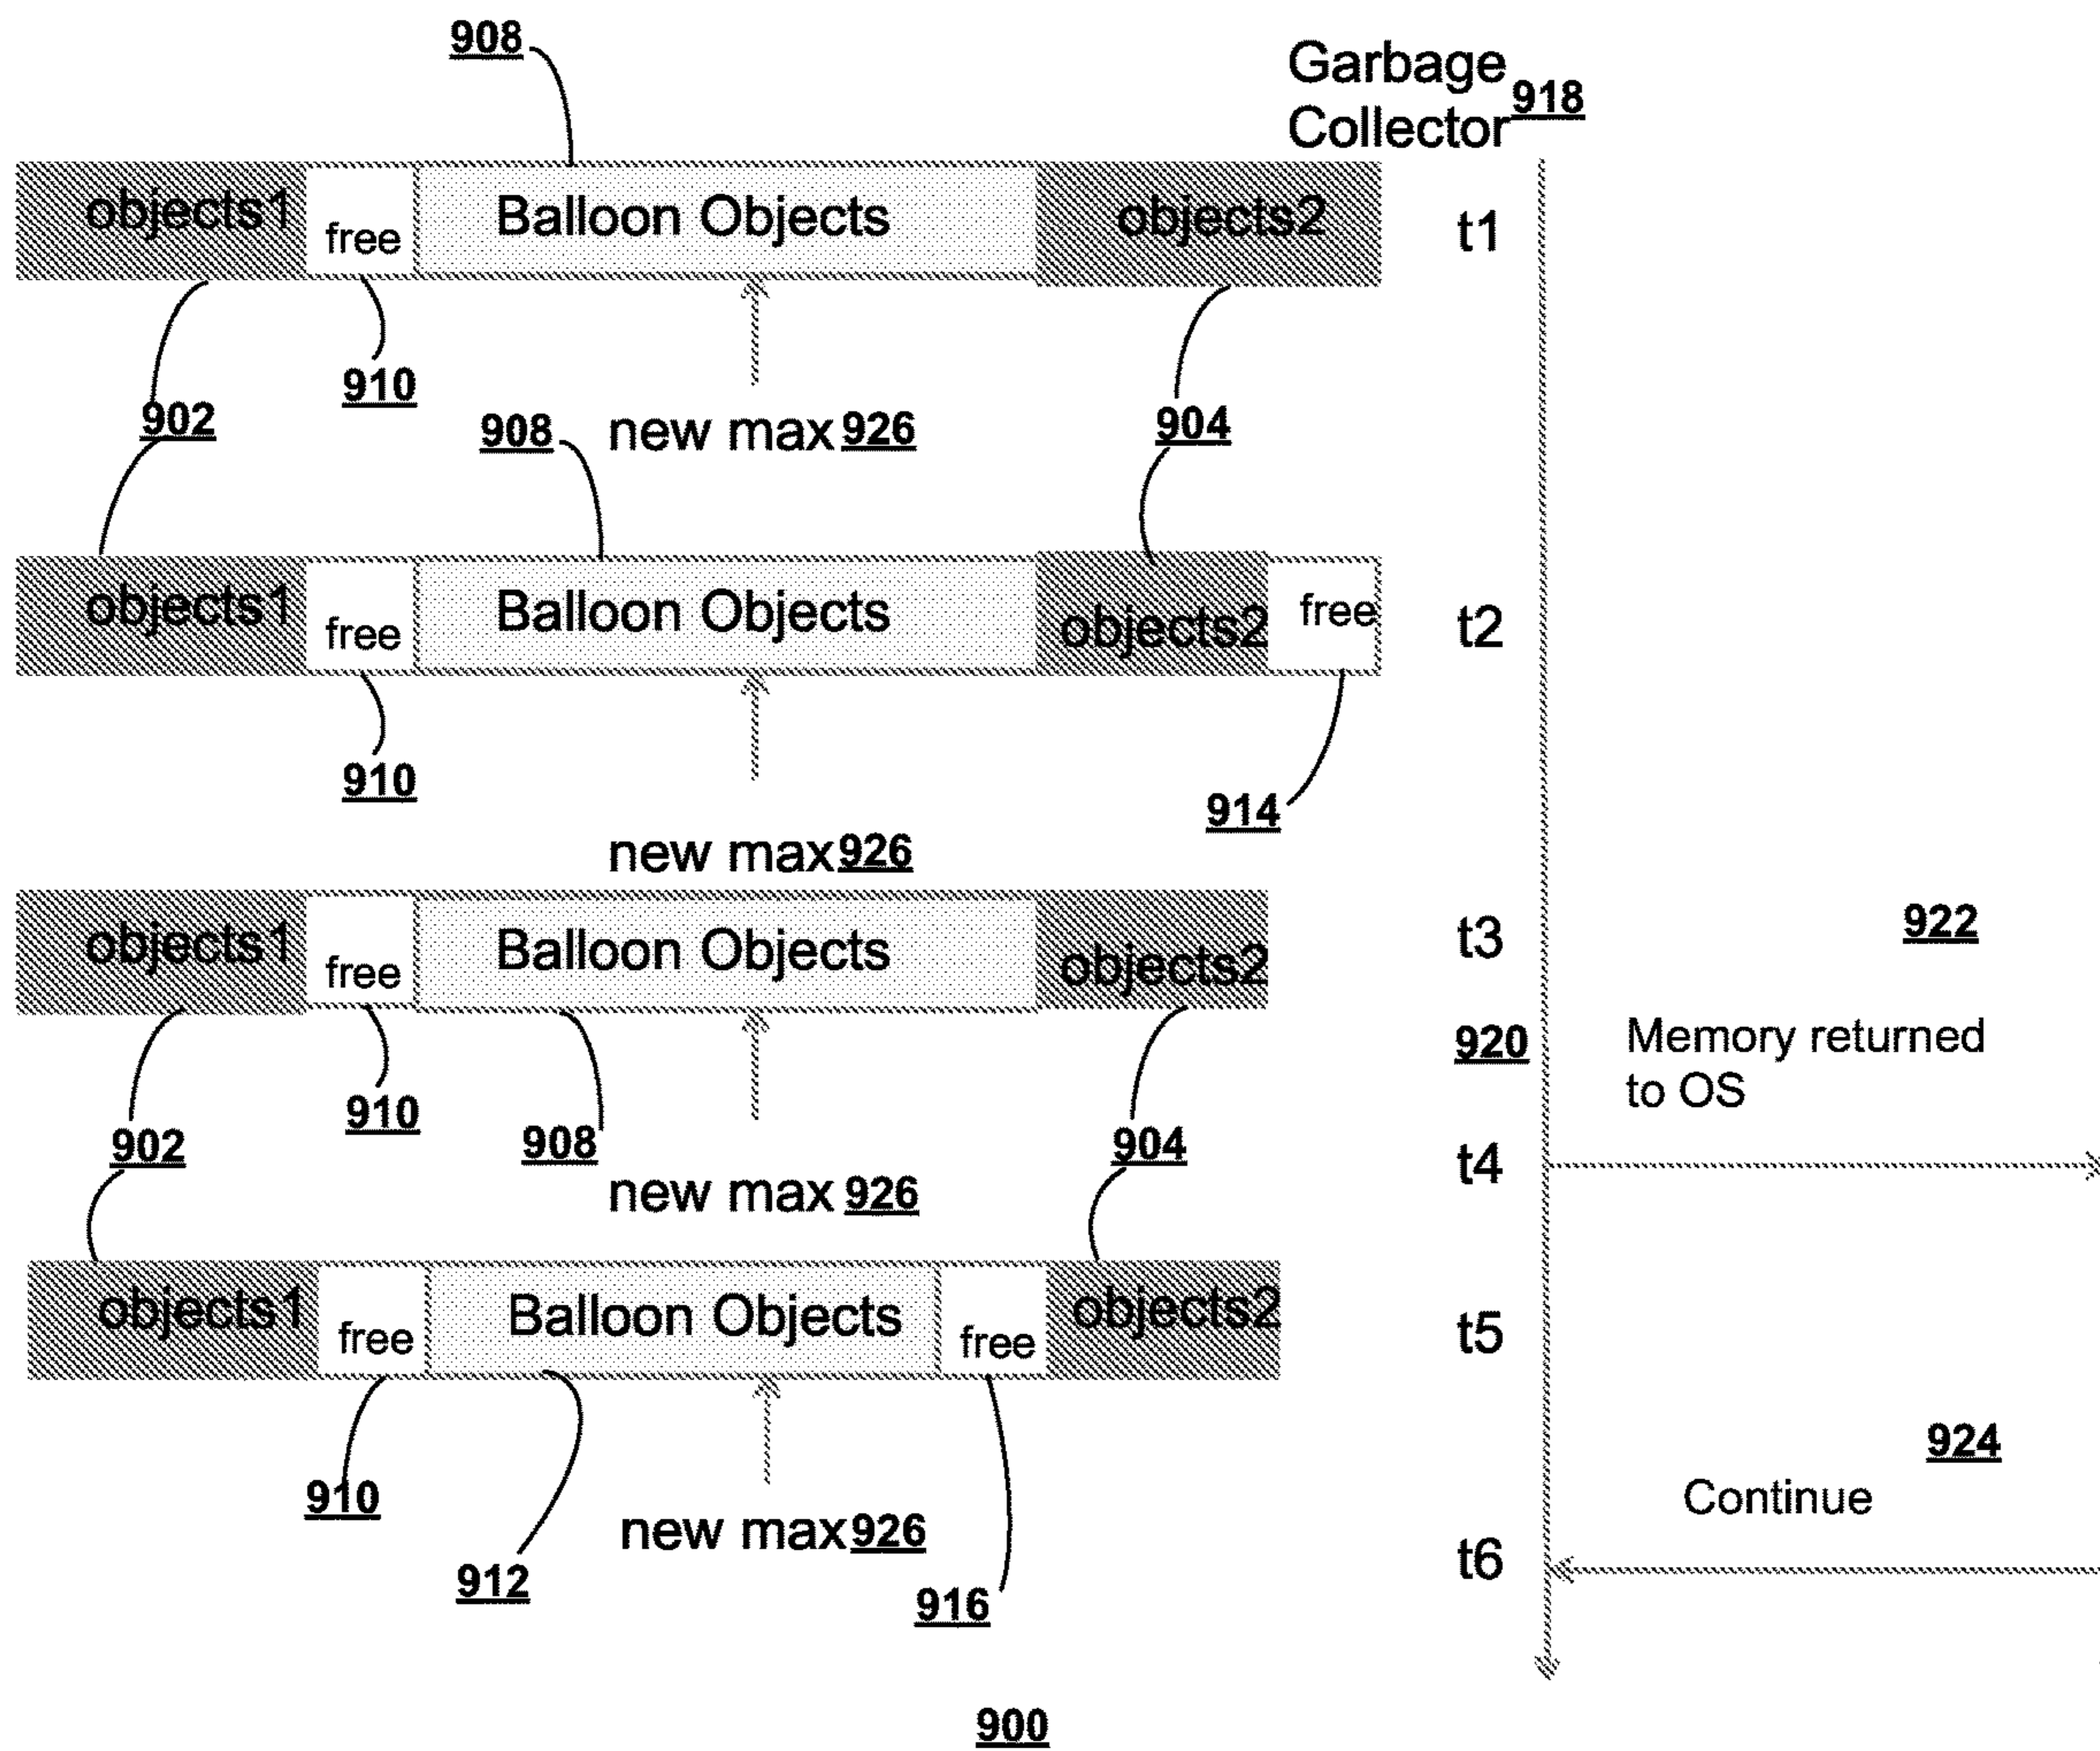 908
Garbage
Collector 918
objects1 free Balloon Objects objects2 t1
910
902 908 new max 926 904
objects1 free Balloon Objects objects2 free t2
910
914
new max 926
objects1 free Balloon Objects objects2 t3 922
920 Memory returned
to OS
910
902 908 904
t4
new max 926
objects1 free Balloon Objects free objects2 t5
924
910 Continue
new max 926
t6
912
916
900